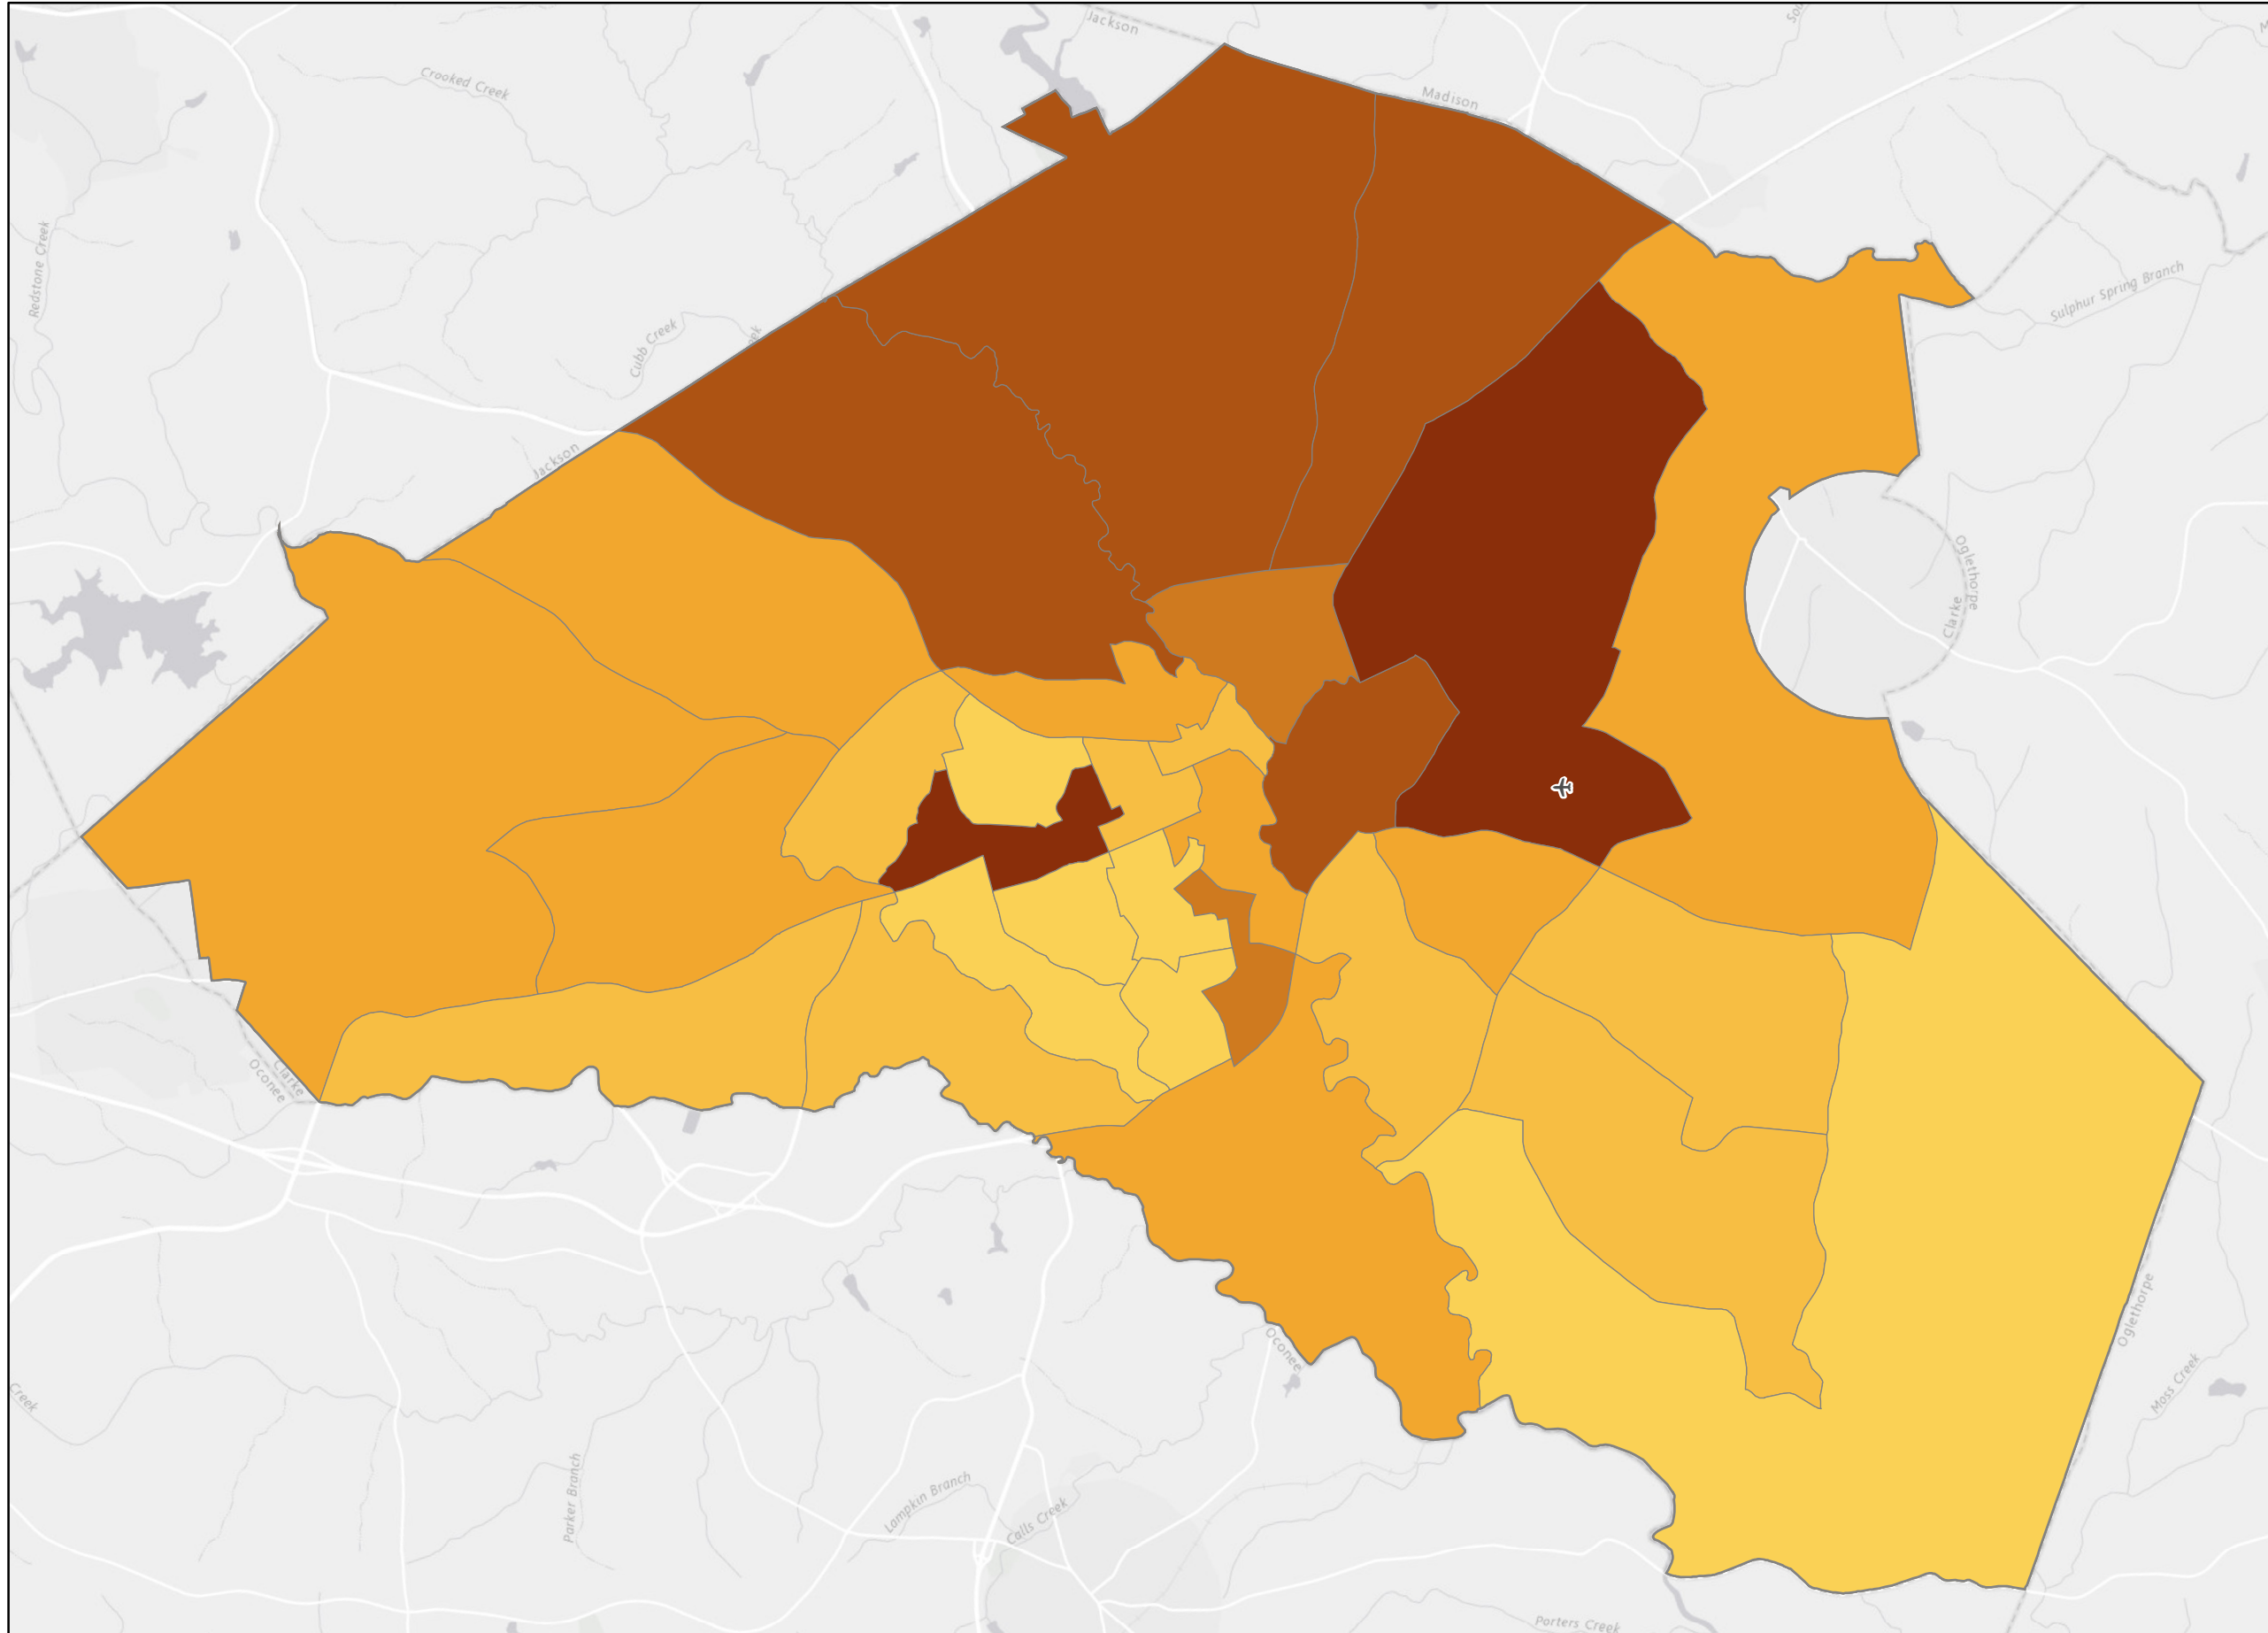 Jackson
Crooked Creek
Madison
Redstone Creek
Sulphur Spring Branch
Cubb Creek
eek
Jackson
Oglethorpe
Clarke
Clarke
Oconee
Oglethorpe
Oconee
Moss Creek
Creek
Parker Branch
Lampkin Branch
Calls Creek
Porters Creek